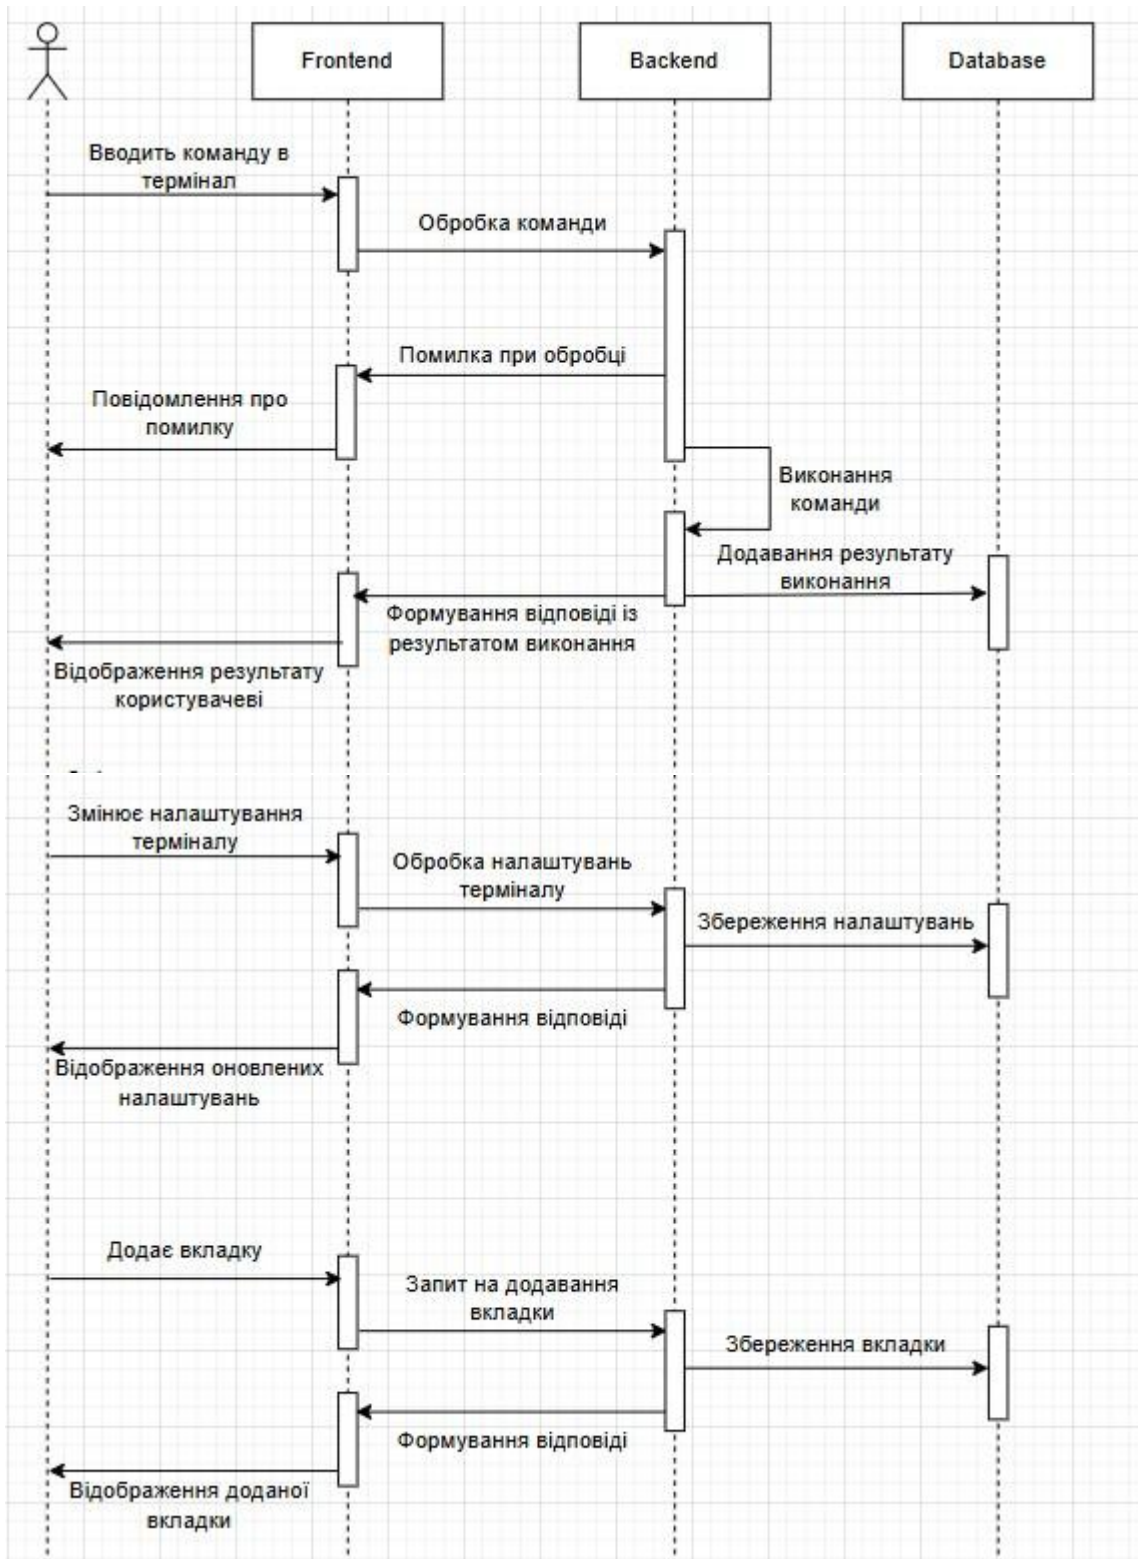 Frontend
Backend
Database
Вводить команду в
термінал
Обробка команди
Помилка при обробці
Повідомлення про
помилку
Виконання
команди
Додавання результату
виконання
Формування відповіді із
результатом виконання
Відображення результату
користувачеві
Змінює налаштування
терміналу
Обробка налаштувань
терміналу
Збереження налаштувань
Формування відповіді
Відображення оновлених
налаштувань
Додає вкладку
Запит на додавання
вкладки
Збереження вкладки
Формування відповіді
Відображення доданої
вкладки